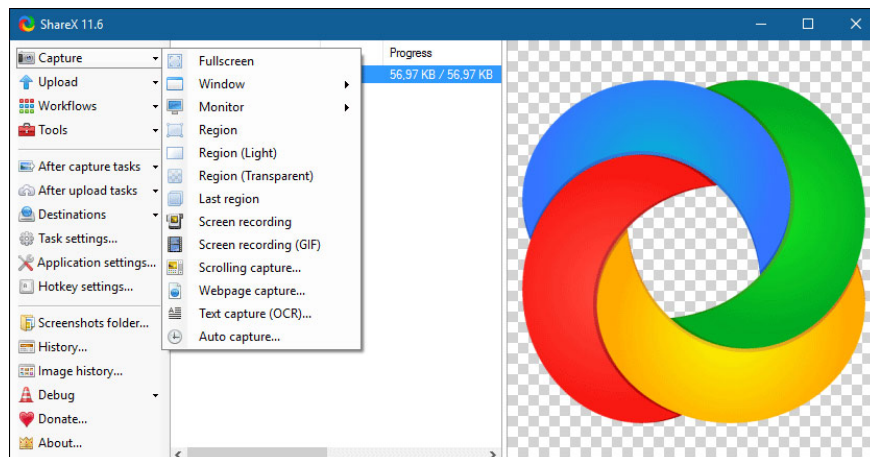 ShareX 11.6
Capture
Upload
Workflows
Tools
After capture tasks
After upload tasks
Destinations
Task settings...
Application settings...
Hotkey settings...
Screenshots folder...
History...
Image history...
Debug
Donate...
About...
Fullscreen
Window
Monitor
Region
Region (Light)
Region (Transparent)
Last region
Screen recording
Screen recording (GIF)
Scrolling capture...
Webpage capture...
Text capture (OCR)...
Auto capture...
Progress
56,97 KB / 56,97 KB